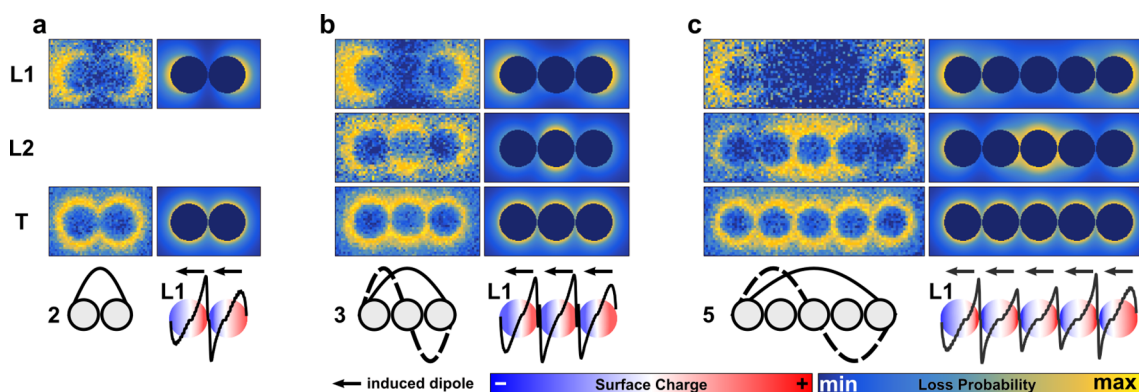 a
b
c
L1
L2
T
2
L1
3
L1
5
L1
induced dipole
− Surface Charge +
min Loss Probability max